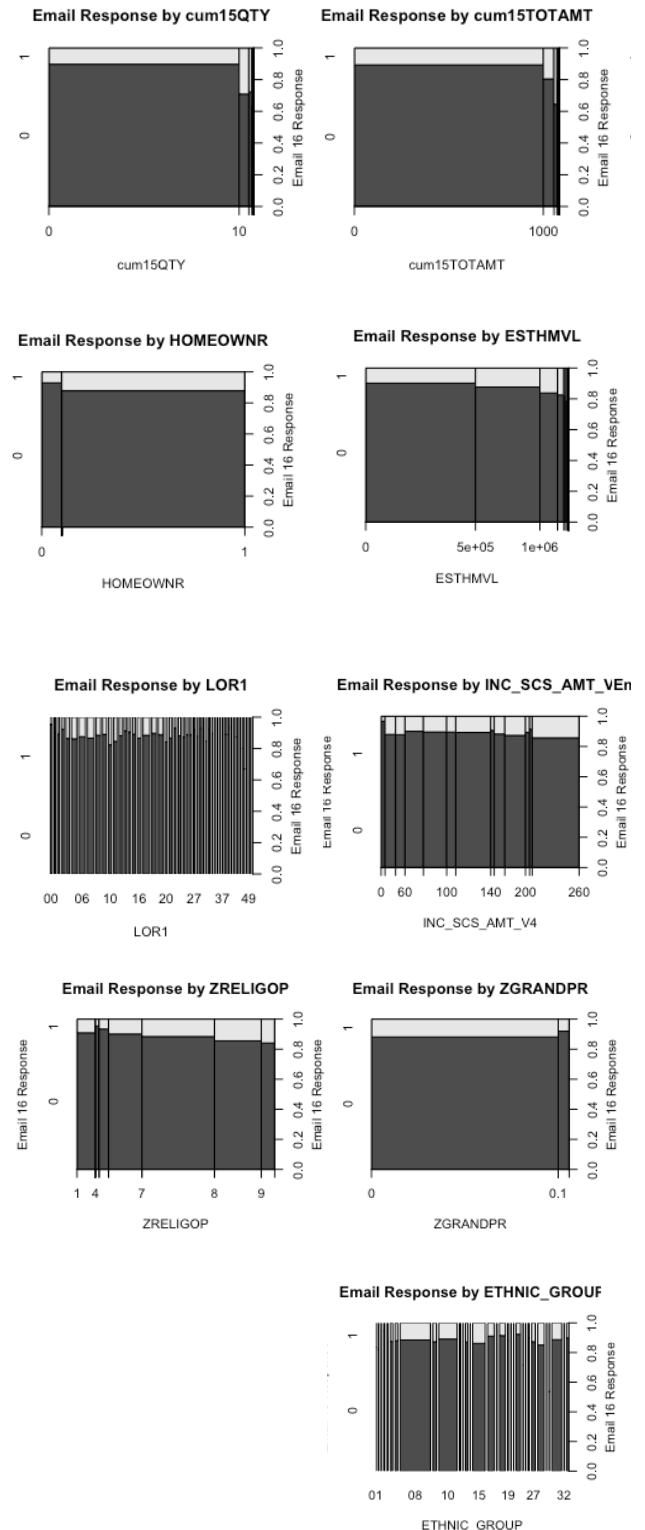 Email Response by cum15QTY
1
0
0.0 0.2 0.4 0.6 0.8 1.0
Email 16 Response
0 10
cum15QTY
Email Response by cum15TOTAMT
1
0
0.0 0.2 0.4 0.6 0.8 1.0
Email 16 Response
0 1000
cum15TOTAMT
Email Response by HOMEOWNR
1
0
0.0 0.2 0.4 0.6 0.8 1.0
Email 16 Response
0 1
HOMEOWNR
Email Response by ESTHMVL
1
0
0.0 0.2 0.4 0.6 0.8 1.0
Email 16 Response
0 5e+05 1e+06
ESTHMVL
Email Response by LOR1
1
0
0.0 0.2 0.4 0.6 0.8 1.0
Email 16 Response
00 06 10 16 20 27 37 49
LOR1
Email Response by INC_SCS_AMT_VEm
1
0
0.0 0.2 0.4 0.6 0.8 1.0
Email 16 Response
0 60 100 140 200 260
INC_SCS_AMT_V4
Email Response by ZRELIGOP
Email 16 Response
1
0
0.0 0.2 0.4 0.6 0.8 1.0
Email 16 Response
1 4 7 8 9
ZRELIGOP
Email Response by ZGRANDPR
1
0
0.0 0.2 0.4 0.6 0.8 1.0
Email 16 Response
0 0.1
ZGRANDPR
Email Response by ETHNIC_GROUP
1
0
0.0 0.2 0.4 0.6 0.8 1.0
Email 16 Response
01 08 10 15 19 27 32
ETHNIC_GROUP